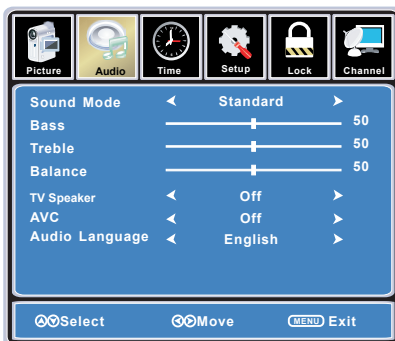 Picture Audio Time Setup Lock Channel
Sound Mode Standard
Bass 50
Treble 50
Balance 50
TV Speaker Off
AVC Off
Audio Language English
Select Move MENU Exit